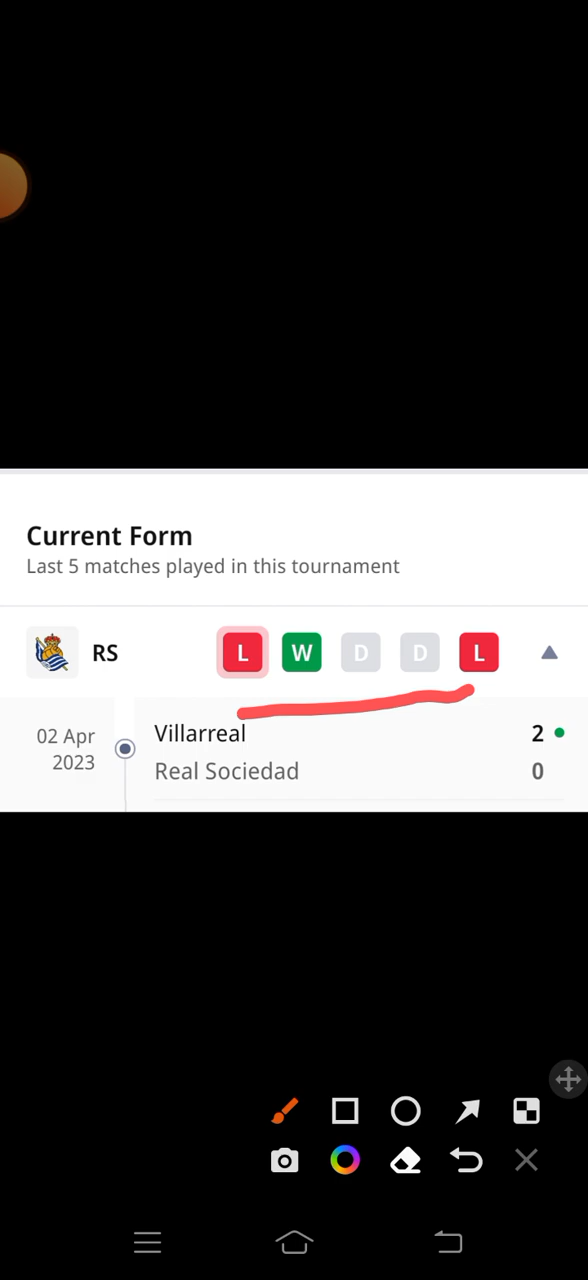 Current Form
Last 5 matches played in this tournament
RS L W D D L
02 Apr 2023
Villarreal 2
Real Sociedad 0